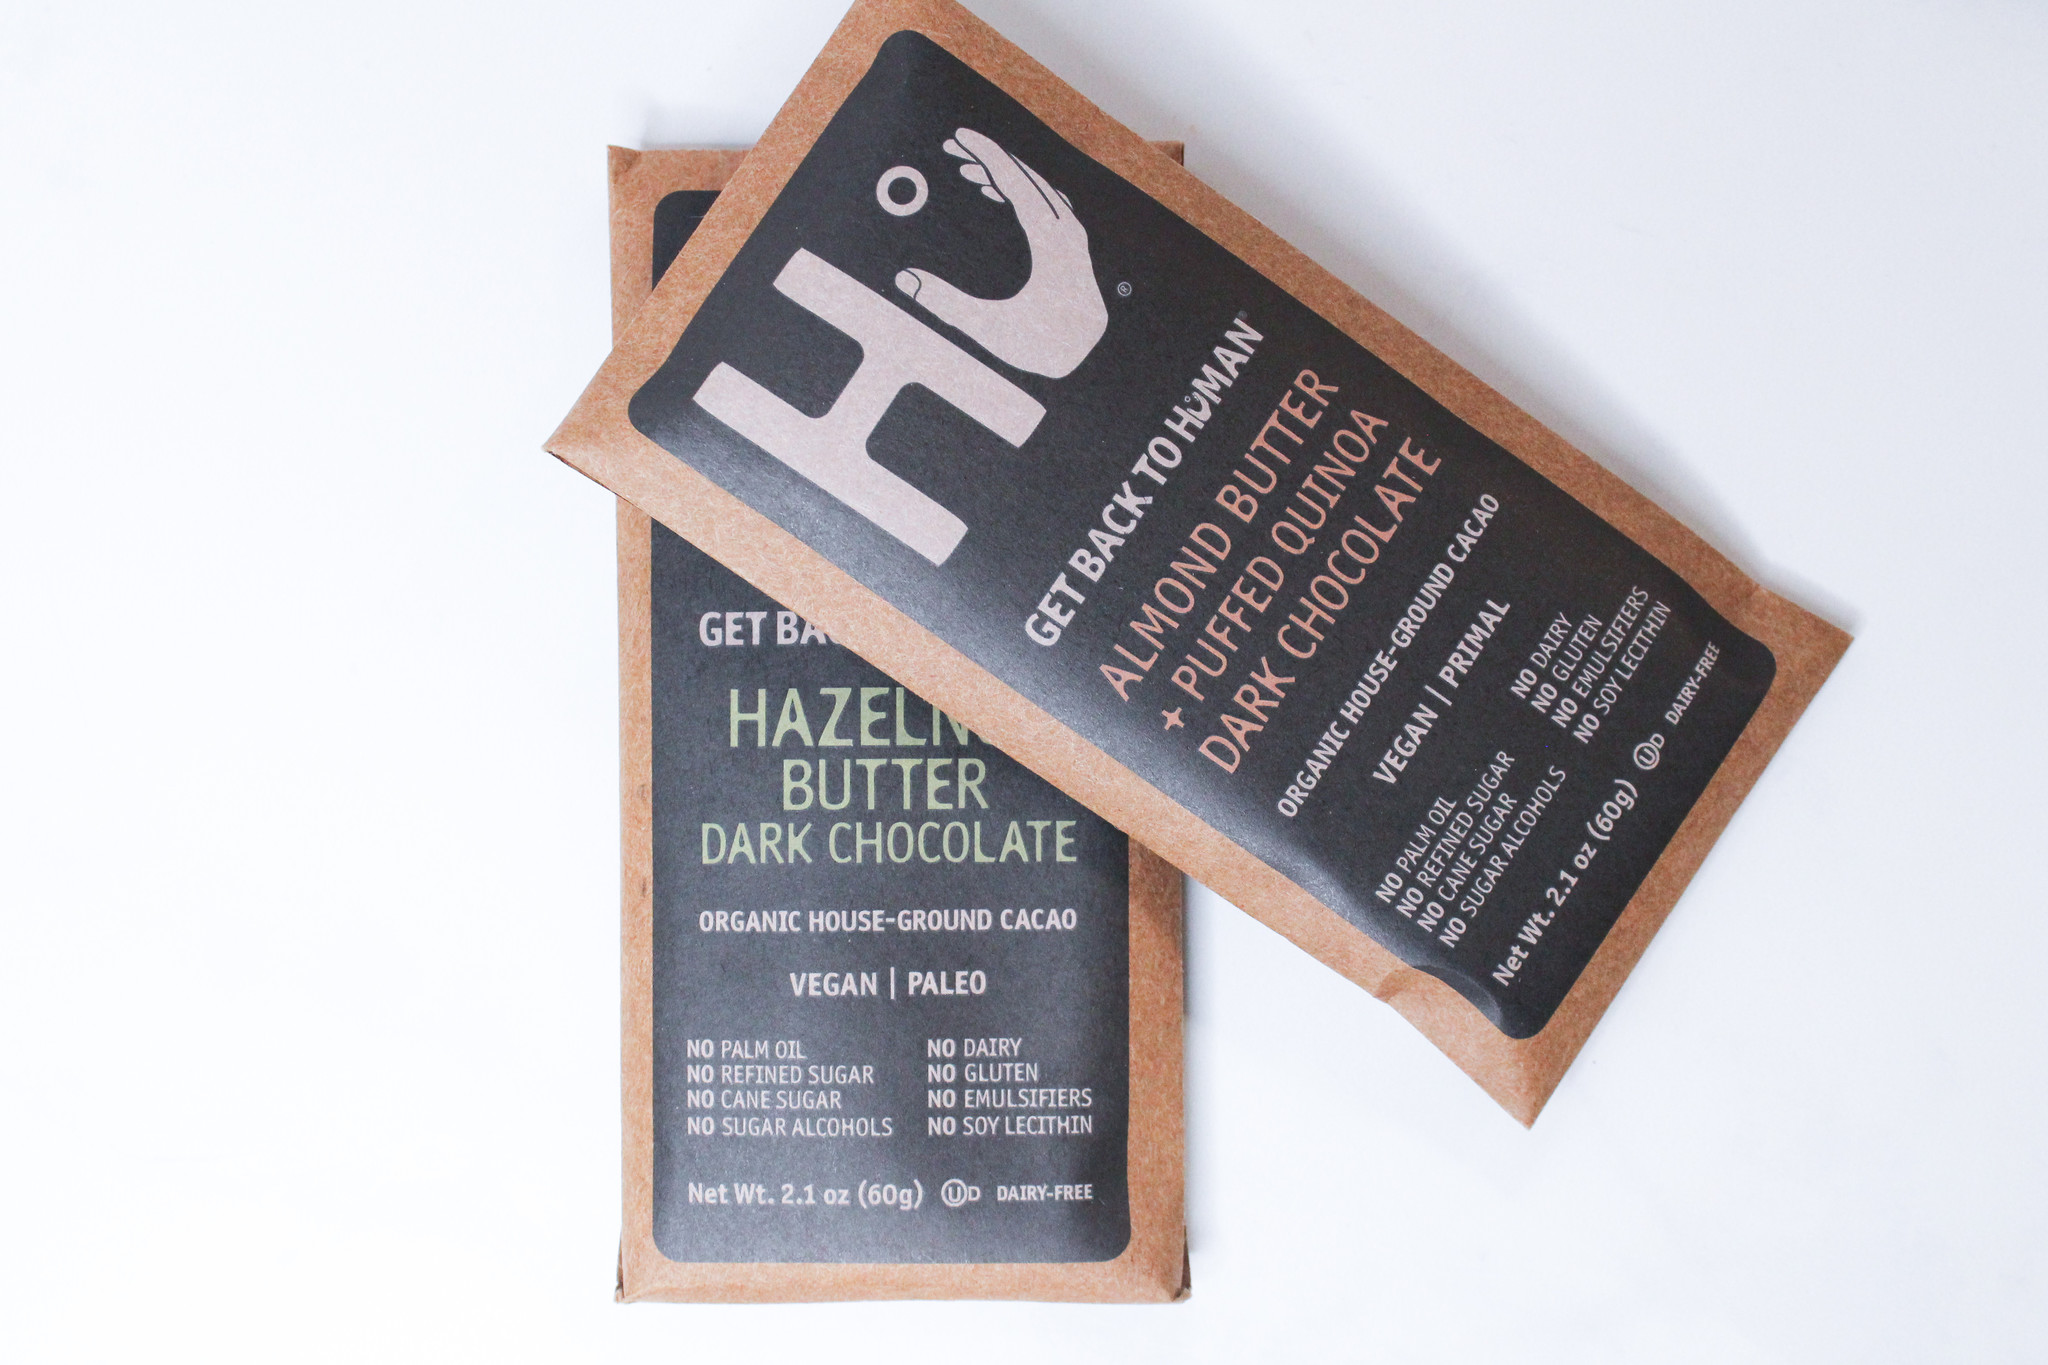 Hu
®
GET BACK TO HUMAN®
ALMOND BUTTER
+ PUFFED QUINOA
DARK CHOCOLATE
ORGANIC HOUSE-GROUND CACAO
VEGAN | PRIMAL
NO PALM OIL
NO REFINED SUGAR
NO CANE SUGAR
NO SUGAR ALCOHOLS
NO DAIRY
NO GLUTEN
NO EMULSIFIERS
NO SOY LECITHIN
Net Wt. 2.1 oz (60g) UD DAIRY-FREE
GET
BUTTER
DARK CHOCOLATE
ORGANIC HOUSE-GROUND CACAO
VEGAN | PALEO
NO PALM OIL
NO REFINED SUGAR
NO CANE SUGAR
NO SUGAR ALCOHOLS
NO DAIRY
NO GLUTEN
NO EMULSIFIERS
NO SOY LECITHIN
Net Wt. 2.1 oz (60g) UD DAIRY-FREE